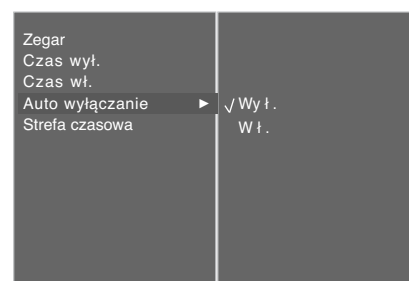 Zegar
Czas wył.
Czas wł.
Auto wyłączanie ► √ Wył.
Strefa czasowa Wł.